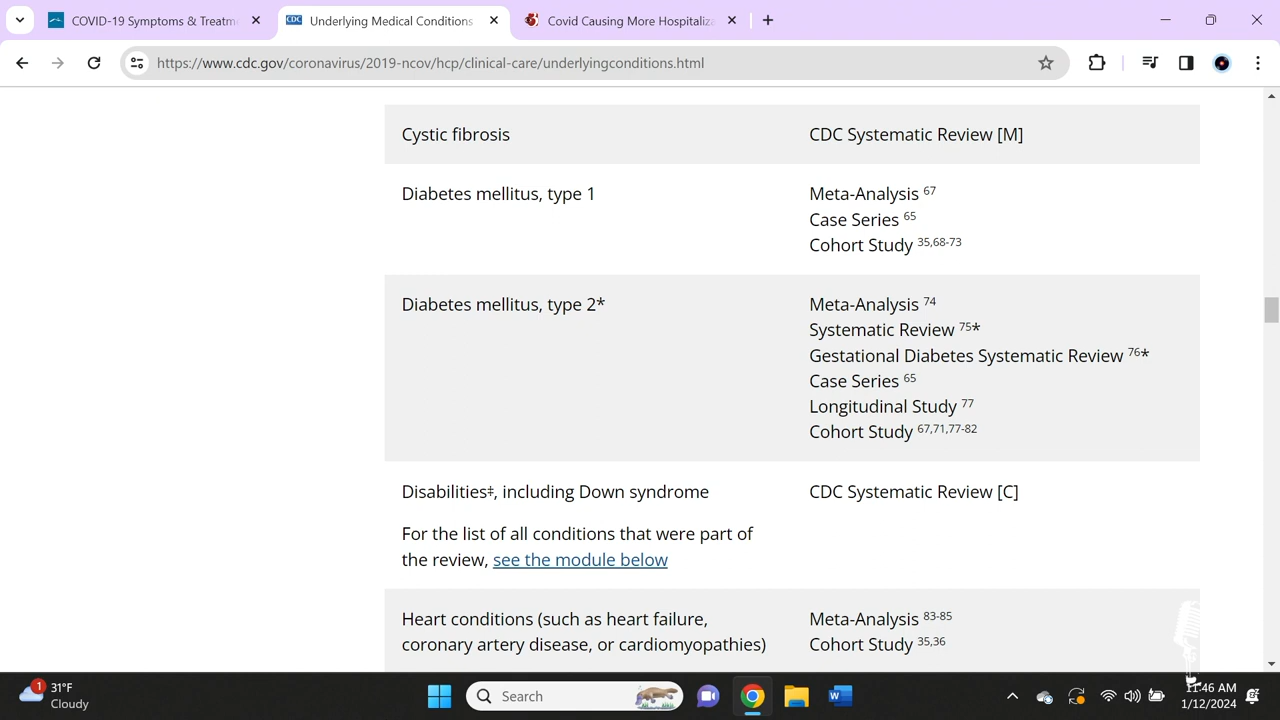 COVID-19 Symptoms & Treatm
Underlying Medical Conditions
Covid Causing More Hospitaliza
https://www.cdc.gov/coronavirus/2019-ncov/hcp/clinical-care/underlyingconditions.html
Cystic fibrosis
CDC Systematic Review [M]
Diabetes mellitus, type 1
Meta-Analysis 67
Case Series 65
Cohort Study 35,68-73
Diabetes mellitus, type 2*
Meta-Analysis 74
Systematic Review 75*
Gestational Diabetes Systematic Review 76*
Case Series 65
Longitudinal Study 77
Cohort Study 67,71,77-82
Disabilities‡, including Down syndrome
CDC Systematic Review [C]
For the list of all conditions that were part of
the review, see the module below
Heart conditions (such as heart failure,
coronary artery disease, or cardiomyopathies)
Meta-Analysis 83-85
Cohort Study 35,36
1
31°F
Cloudy
Search
11:46 AM
1/12/2024